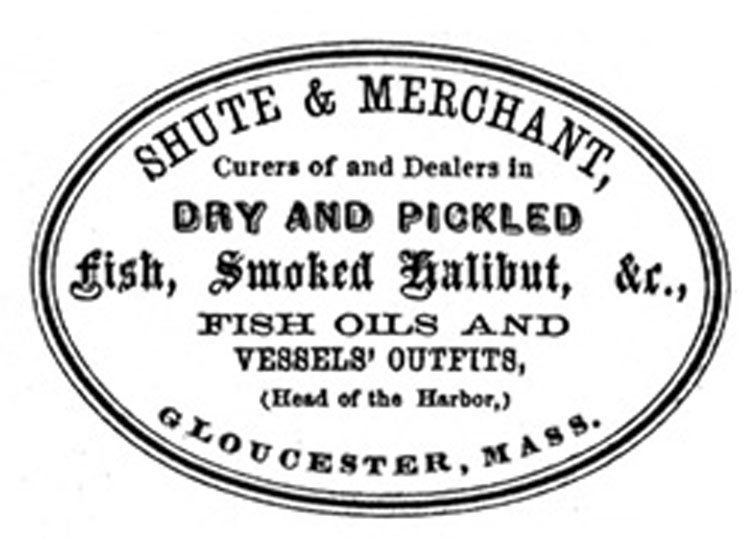 SHUTE & MERCHANT,
Curers of and Dealers in
DRY AND PICKLED
Fish, Smoked Halibut, &c.,
FISH OILS AND
VESSELS' OUTFITS,
(Head of the Harbor,)
GLOUCESTER, MASS.